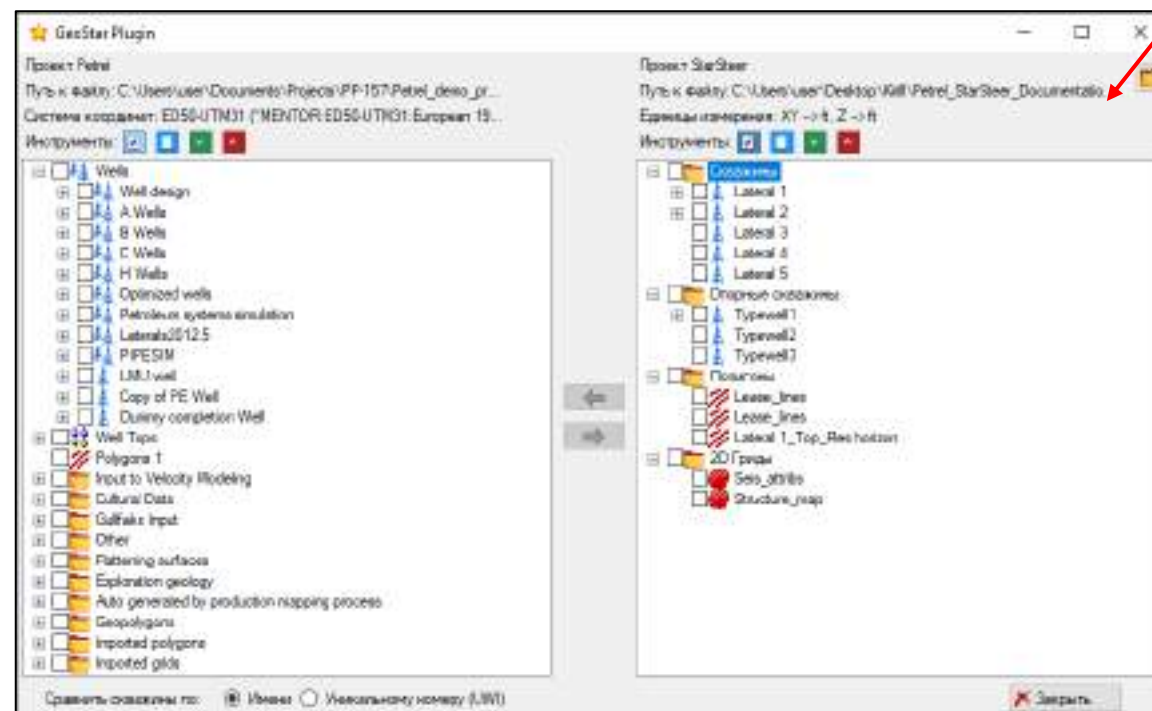 GeoStar Plugin
Проект Petrel
Путь к файлу: C:\Users\user\Documents\Projects\PP-157\Petrel_demo_pr...
Система координат: ED50-UTM31 ("MENTOR:ED50-UTM31:European 19...
Инструменты:
Wells
Well design
A Wells
B Wells
C Wells
H Wells
Optimized wells
Petroleum systems simulation
Laterals2012.5
PIPESIM
Copy of PE Well
Dummy completion Well
Well Tops
Polygons 1
Input to Velocity Modeling
Cultural Data
Gullfaks Input
Other
Flattening surfaces
Exploration geology
Auto generated by production mapping process
Geopolygons
Imported polygons
Imported grids
Сравнить скважины по: Имени Уникальному номеру (UWI)
Проект StarSteer
Путь к файлу: C:\Users\user\Desktop\Kirill\Petrel_StarSteer_Documentatio...
Единицы измерения: XY -> ft, Z -> ft
Инструменты:
Скважины
Lateral 1
Lateral 2
Lateral 3
Lateral 4
Lateral 5
Опорные скважины
Typewell1
Typewell2
Typewell3
Полигоны
Lease_lines
Lease_lines
Lateral 1_Top_Res horizon
2D Гриды
Seis_attribs
Structure_map
Закрыть